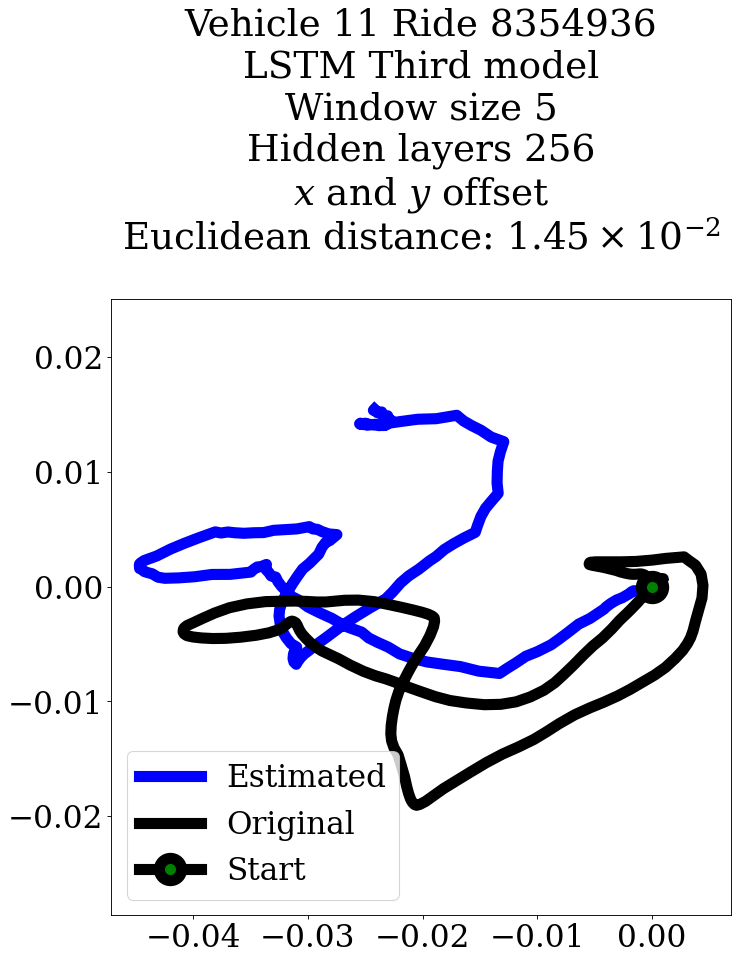 Vehicle 11 Ride 8354936
LSTM Third model
Window size 5
Hidden layers 256
x and y offset
Euclidean distance: 1.45 × 10⁻²
0.02
0.01
0.00
−0.01
−0.02
Estimated
Original
Start
−0.04 −0.03 −0.02 −0.01 0.00